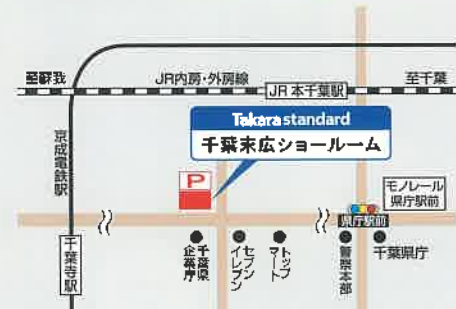 至蘇我
JR内房・外房線
JR 本千葉駅
至千葉
Takara standard
千葉末広ショールーム
京成電鉄駅
P
モノレール
県庁駅前
県庁駅前
千葉寺駅
千葉県
企業庁
セブン
イレブン
トップ
マート
警察本部
千葉県庁